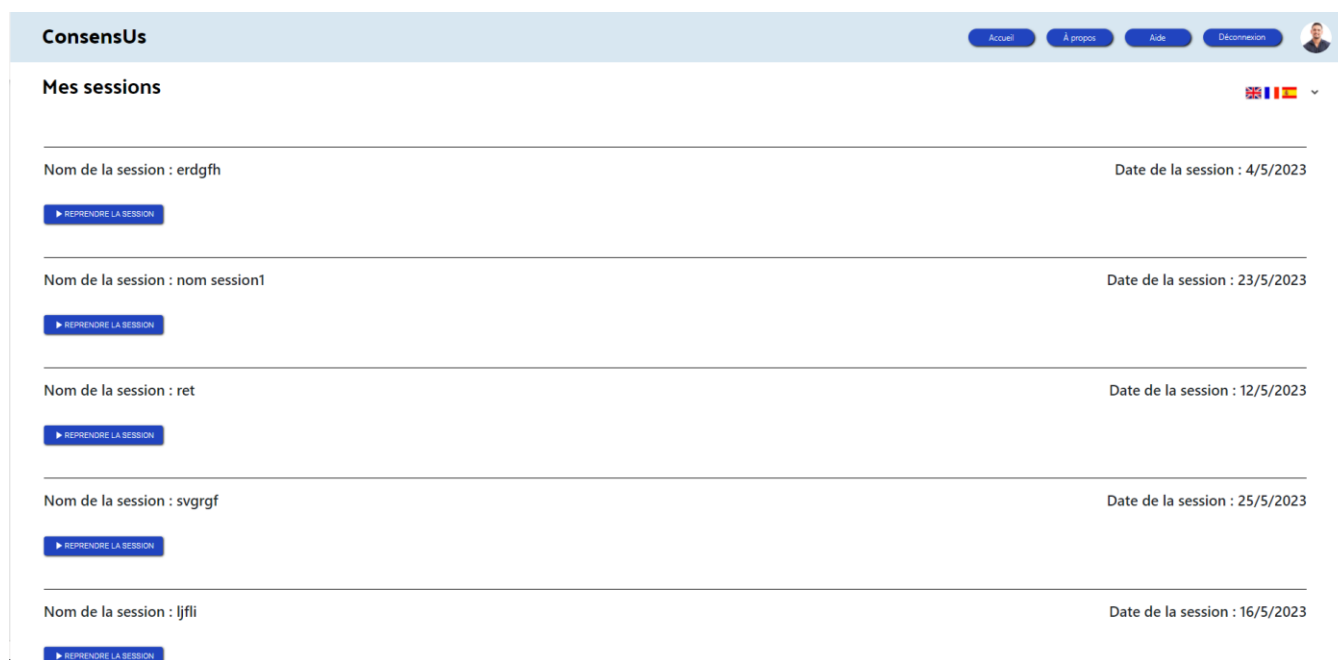 ConsensUs
Accueil À propos Aide Déconnexion
Mes sessions
Nom de la session : erdgfh Date de la session : 4/5/2023
REPRENDRE LA SESSION
Nom de la session : nom session1 Date de la session : 23/5/2023
REPRENDRE LA SESSION
Nom de la session : ret Date de la session : 12/5/2023
REPRENDRE LA SESSION
Nom de la session : svgrgf Date de la session : 25/5/2023
REPRENDRE LA SESSION
Nom de la session : ljfli Date de la session : 16/5/2023
REPRENDRE LA SESSION